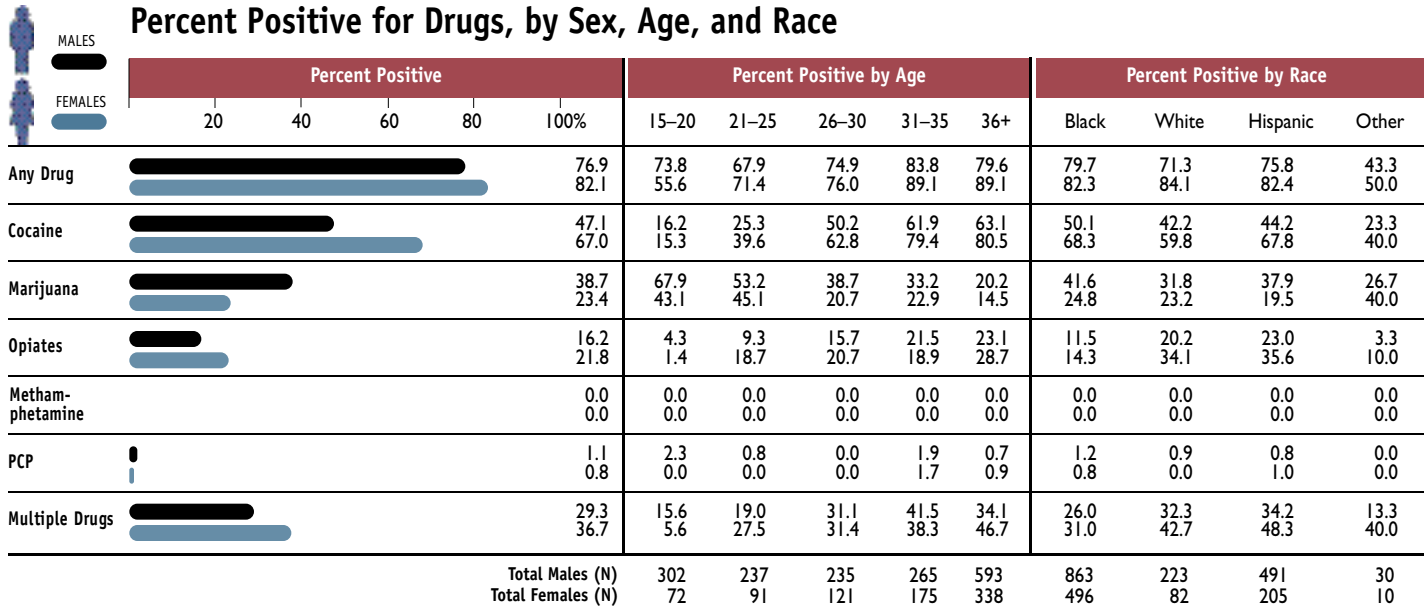 Percent Positive for Drugs, by Sex, Age, and Race
MALES
FEMALES
Percent Positive Percent Positive by Age Percent Positive by Race
20 40 60 80 100% 15–20 21–25 26–30 31–35 36+ Black White Hispanic Other
Any Drug 76.9 73.8 67.9 74.9 83.8 79.6 79.7 71.3 75.8 43.3
82.1 55.6 71.4 76.0 89.1 89.1 82.3 84.1 82.4 50.0
Cocaine 47.1 16.2 25.3 50.2 61.9 63.1 50.1 42.2 44.2 23.3
67.0 15.3 39.6 62.8 79.4 80.5 68.3 59.8 67.8 40.0
Marijuana 38.7 67.9 53.2 38.7 33.2 20.2 41.6 31.8 37.9 26.7
23.4 43.1 45.1 20.7 22.9 14.5 24.8 23.2 19.5 40.0
Opiates 16.2 4.3 9.3 15.7 21.5 23.1 11.5 20.2 23.0 3.3
21.8 1.4 18.7 20.7 18.9 28.7 14.3 34.1 35.6 10.0
Metham- 0.0 0.0 0.0 0.0 0.0 0.0 0.0 0.0 0.0 0.0
phetamine 0.0 0.0 0.0 0.0 0.0 0.0 0.0 0.0 0.0 0.0
PCP 1.1 2.3 0.8 0.0 1.9 0.7 1.2 0.9 0.8 0.0
0.8 0.0 0.0 0.0 1.7 0.9 0.8 0.0 1.0 0.0
Multiple Drugs 29.3 15.6 19.0 31.1 41.5 34.1 26.0 32.3 34.2 13.3
36.7 5.6 27.5 31.4 38.3 46.7 31.0 42.7 48.3 40.0
Total Males (N) 302 237 235 265 593 863 223 491 30
Total Females (N) 72 91 121 175 338 496 82 205 10